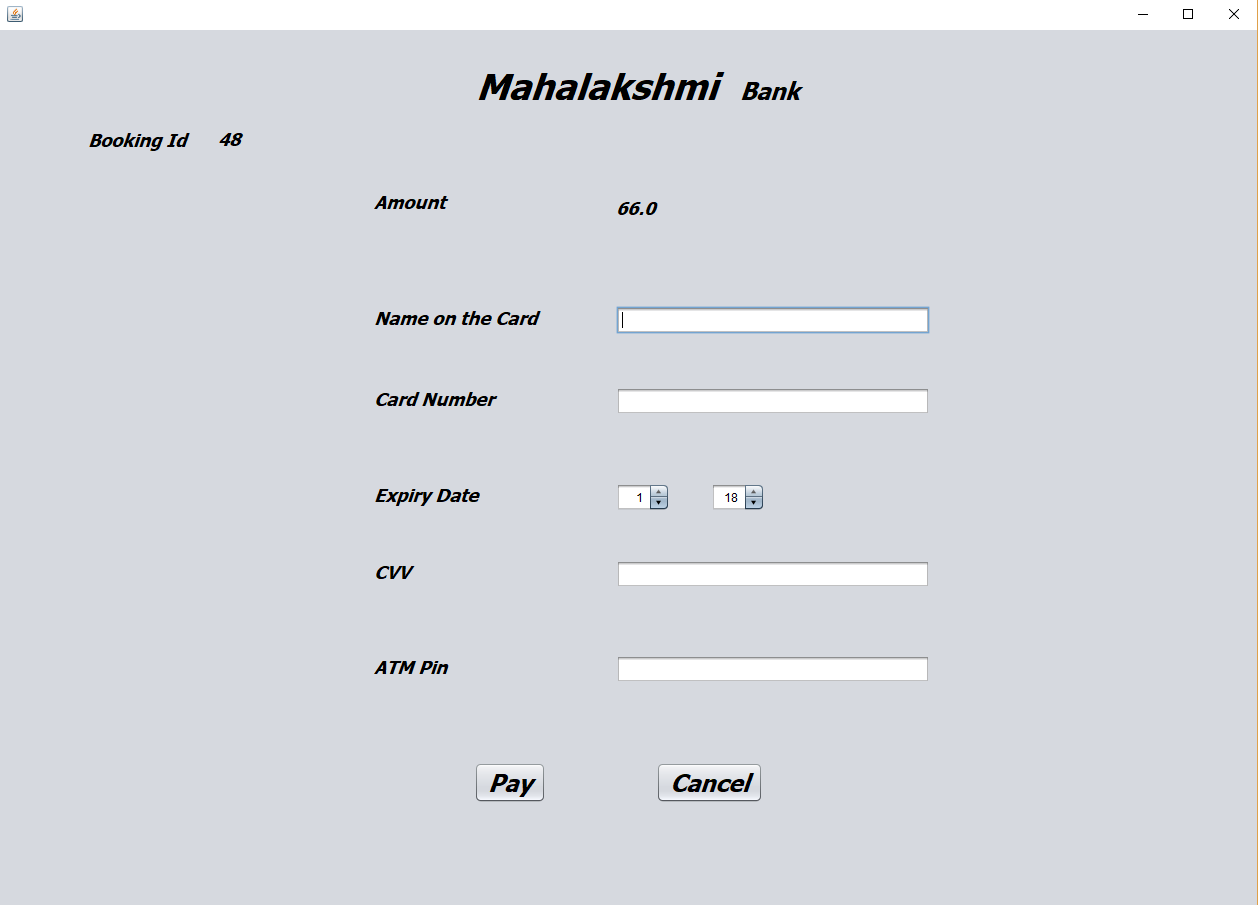 Mahalakshmi Bank
Booking Id 48
Amount 66.0
Name on the Card
Card Number
Expiry Date 1 18
CVV
ATM Pin
Pay Cancel